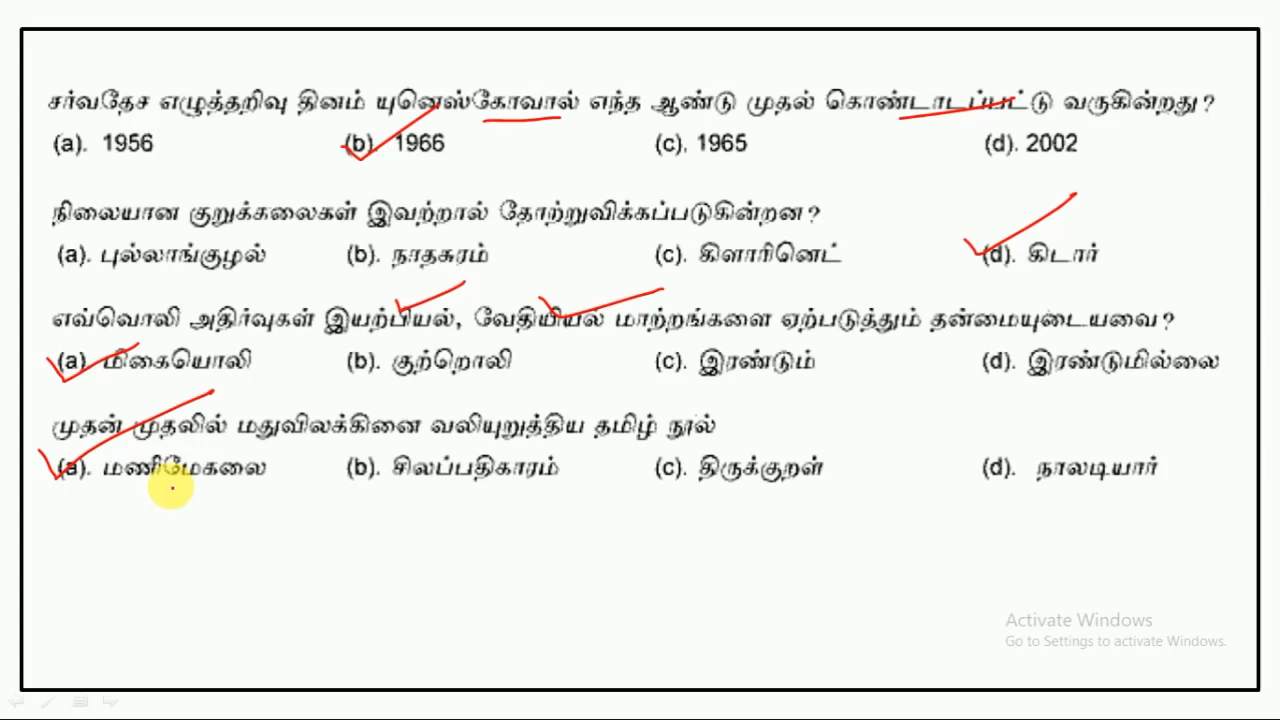 சர்வதேச எழுத்தறிவு தினம் யுனெஸ்கோவால் எந்த ஆண்டு முதல் கொண்டாடப்பட்டு வருகின்றது?
(a). 1956 (b). 1966 (c). 1965 (d). 2002
நிலையான குறுக்கலைகள் இவற்றால் தோற்றுவிக்கப்படுகின்றன?
(a). புல்லாங்குழல் (b). நாதசுரம் (c). கிளாரினெட் (d). கிடார்
எவ்வொலி அதிர்வுகள் இயற்பியல், வேதியியல் மாற்றங்களை ஏற்படுத்தும் தன்மையுடையவை?
(a). மிகையொலி (b). குற்றொலி (c). இரண்டும் (d). இரண்டுமில்லை
முதன் முதலில் மதுவிலக்கினை வலியுறுத்திய தமிழ் நூல்
(a). மணிமேகலை (b). சிலப்பதிகாரம் (c). திருக்குறள் (d). நாலடியார்
Activate Windows
Go to Settings to activate Windows.